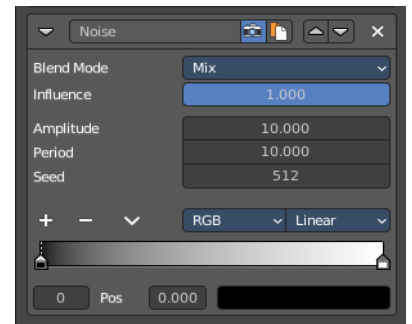 Noise
Blend Mode Mix
Influence 1.000
Amplitude 10.000
Period 10.000
Seed 512
RGB Linear
0 Pos 0.000